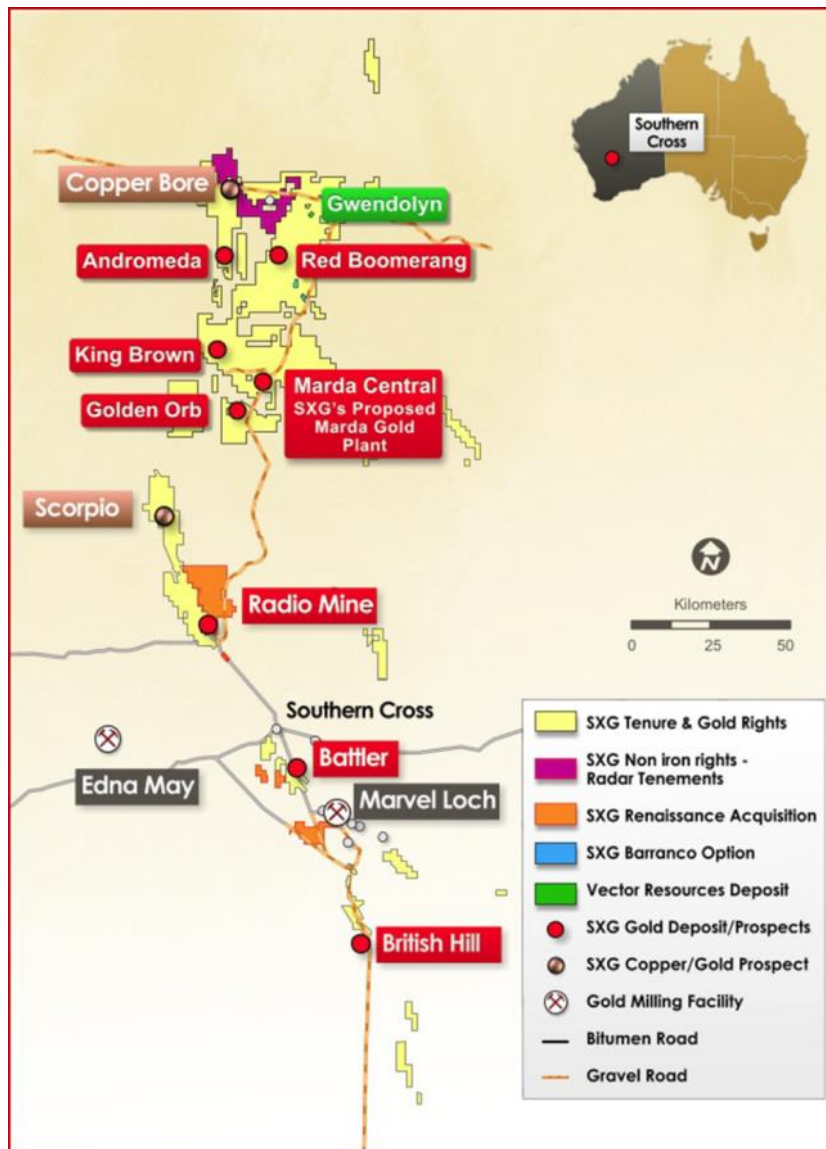 Southern
Cross
Copper Bore
Gwendolyn
Andromeda
Red Boomerang
King Brown
Marda Central
SXG's Proposed
Marda Gold
Plant
Golden Orb
Scorpio
N
Kilometers
0 25 50
Radio Mine
Southern Cross
Battler
Edna May
Marvel Loch
British Hill
SXG Tenure & Gold Rights
SXG Non iron rights -
Radar Tenements
SXG Renaissance Acquisition
SXG Barranco Option
Vector Resources Deposit
SXG Gold Deposit/Prospects
SXG Copper/Gold Prospect
Gold Milling Facility
Bitumen Road
Gravel Road